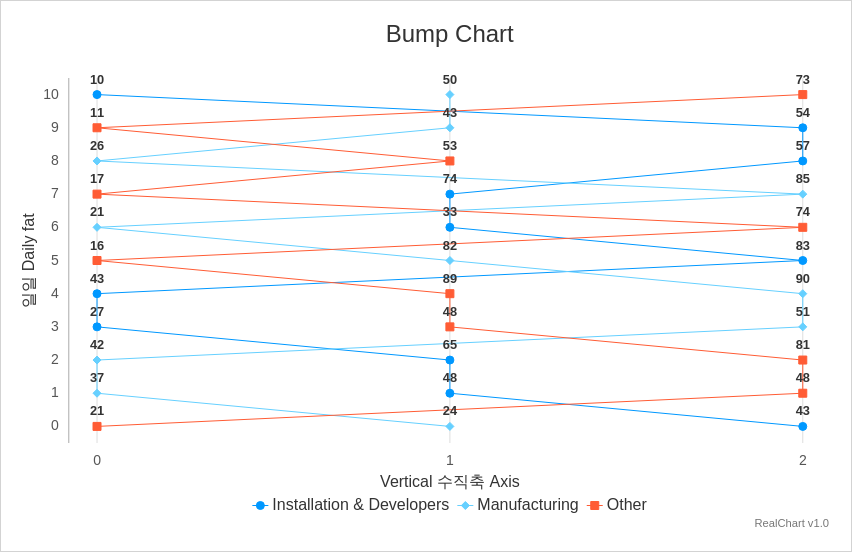 Bump Chart
10 50 73
10
11 43 54
9
26 53 57
8
17 74 85
7
21 33 74
6
16 82 83
5
43 89 90
4
27 48 51
3
42 65 81
2
37 48 48
1
21 24 43
0
일일 Daily fat
0 1 2
Vertical 수직축 Axis
Installation & Developers Manufacturing Other
RealChart v1.0